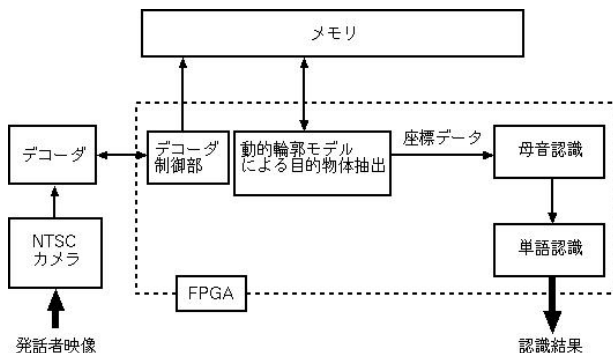 メモリ
デコーダ
デコーダ
制御部
動的輪郭モデル
による目的物体抽出
座標データ
母音認識
NTSC
カメラ
単語認識
FPGA
発話者映像
認識結果